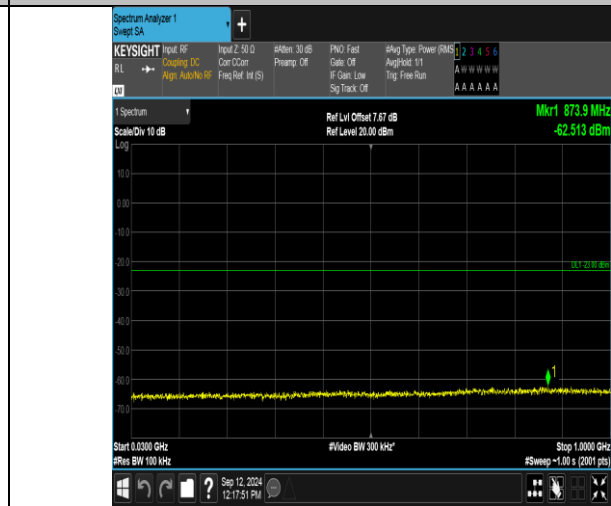 Spectrum Analyzer 1
Swept SA
+
KEYSIGHT Input: RF Input Z: 50 Ω #Atten: 30 dB PNO: Fast #Avg Type: Power (RMS 1 2 3 4 5 6
RL Coupling: DC Corr CCorr Preamp: Off Gate: Off Avg|Hold: 1/1 A W W W W W
Align: Auto/No RF Freq Ref: Int (S) IF Gain: Low Trig: Free Run
LXI Sig Track: Off A A A A A A
1 Spectrum Ref Lvl Offset 7.67 dB Mkr1 873.9 MHz
Scale/Div 10 dB Ref Level 20.00 dBm -62.513 dBm
Log
10.0
0.00
-10.0
-20.0
DL1 -23.00 dBm
-30.0
-40.0
-50.0
1
-60.0
-70.0
Start 0.0300 GHz #Video BW 300 kHz* Stop 1.0000 GHz
#Res BW 100 kHz #Sweep ~1.00 s (2001 pts)
? Sep 12, 2024
12:17:51 PM